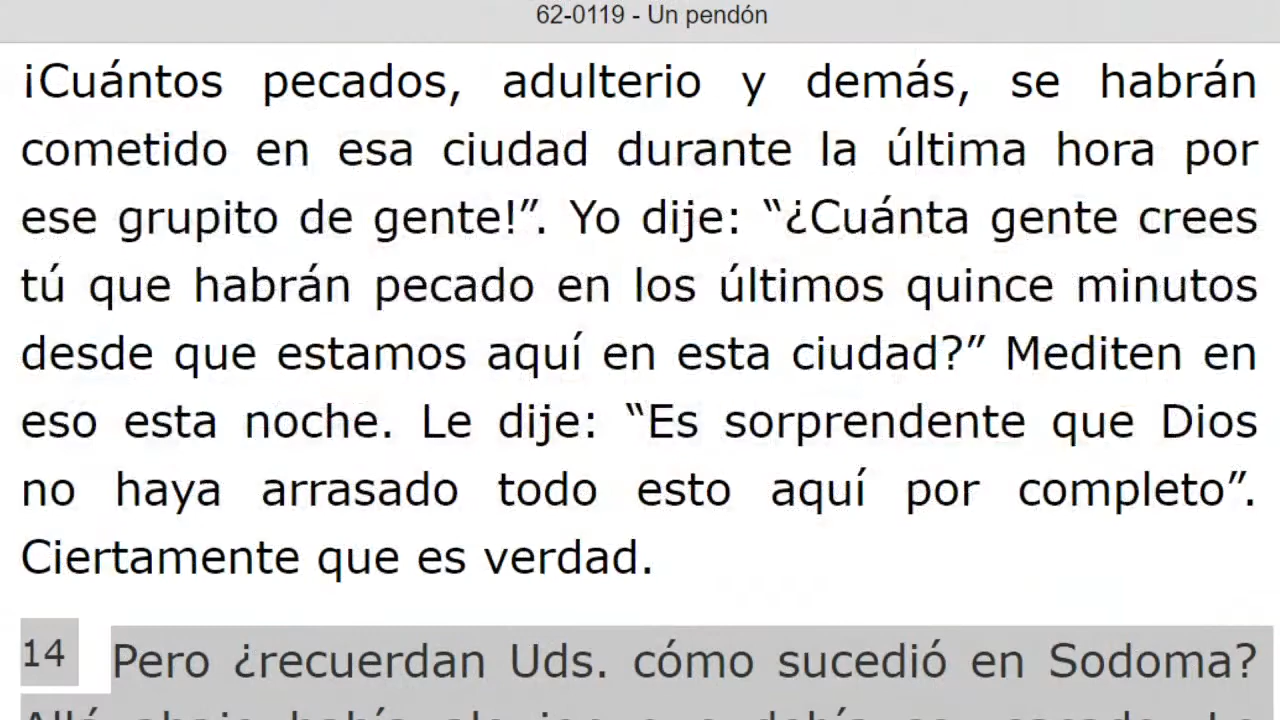 62-0119 - Un pendón
¡Cuántos pecados, adulterio y demás, se habrán
cometido en esa ciudad durante la última hora por
ese grupito de gente!”. Yo dije: “¿Cuánta gente crees
tú que habrán pecado en los últimos quince minutos
desde que estamos aquí en esta ciudad?” Mediten en
eso esta noche. Le dije: “Es sorprendente que Dios
no haya arrasado todo esto aquí por completo”.
Ciertamente que es verdad.
14 Pero ¿recuerdan Uds. cómo sucedió en Sodoma?